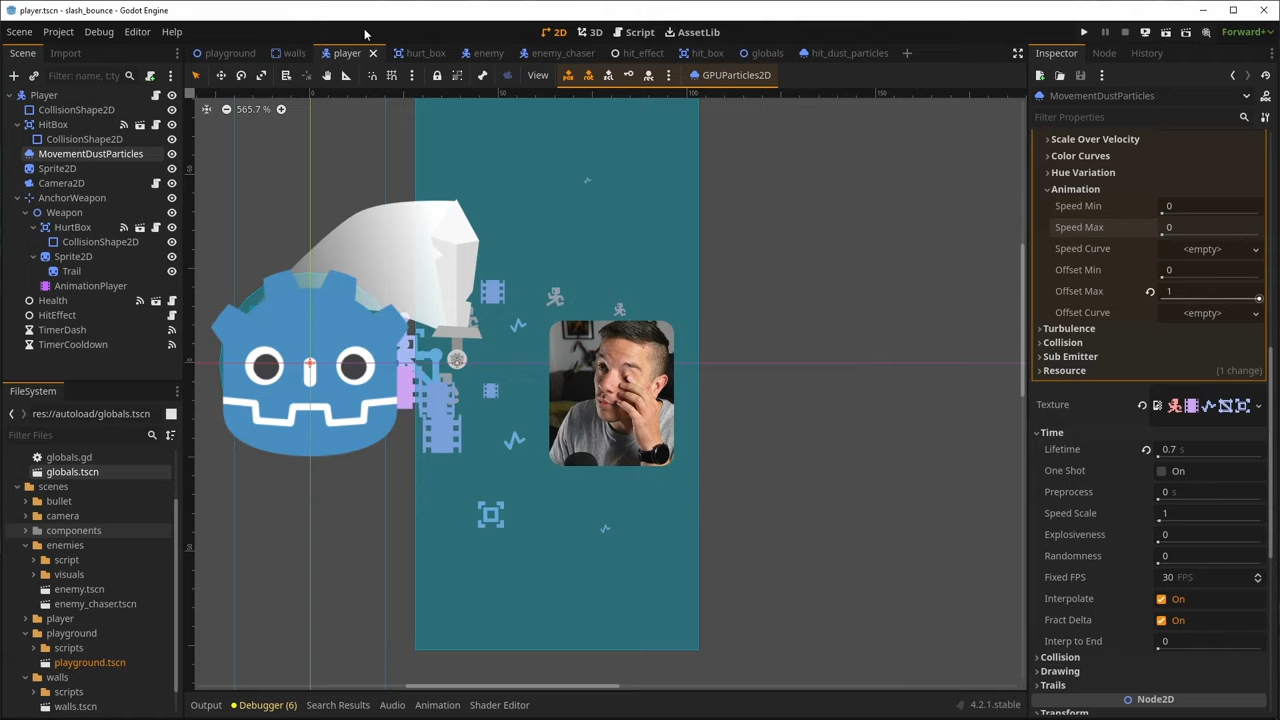 player.tscn - slash_bounce - Godot Engine
Scene Project Debug Editor Help
2D 3D Script AssetLib
Forward+
Scene Import
playground walls player hurt_box enemy enemy_chaser hit_effect hit_box globals hit_dust_particles
Inspector Node History
Filter: name, t:ty
View
GPUParticles2D
565.7 %
0 50 100 150
Player
CollisionShape2D
HitBox
CollisionShape2D
MovementDustParticles
Sprite2D
Camera2D
AnchorWeapon
Weapon
HurtBox
CollisionShape2D
Sprite2D
Trail
AnimationPlayer
Health
HitEffect
TimerDash
TimerCooldown
FileSystem
res://autoload/globals.tscn
Filter Files
globals.gd
globals.tscn
scenes
bullet
camera
components
enemies
script
visuals
enemy.tscn
enemy_chaser.tscn
player
playground
scripts
playground.tscn
walls
scripts
walls.tscn
Output Debugger (6) Search Results Audio Animation Shader Editor
4.2.1.stable
MovementDustParticles
Filter Properties
Scale Over Velocity
Color Curves
Hue Variation
Animation
Speed Min 0
Speed Max 0
Speed Curve <empty>
Offset Min 0
Offset Max 1
Offset Curve <empty>
Turbulence
Collision
Sub Emitter
Resource (1 change)
Texture
Time
Lifetime 0.7 s
One Shot On
Preprocess 0 s
Speed Scale 1
Explosiveness 0
Randomness 0
Fixed FPS 30 FPS
Interpolate On
Fract Delta On
Interp to End 0
Collision
Drawing
Trails
Node2D
Transform